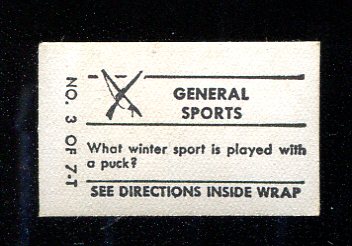 NO. 3 OF 7-T
GENERAL
SPORTS
What winter sport is played with
a puck?
SEE DIRECTIONS INSIDE WRAP